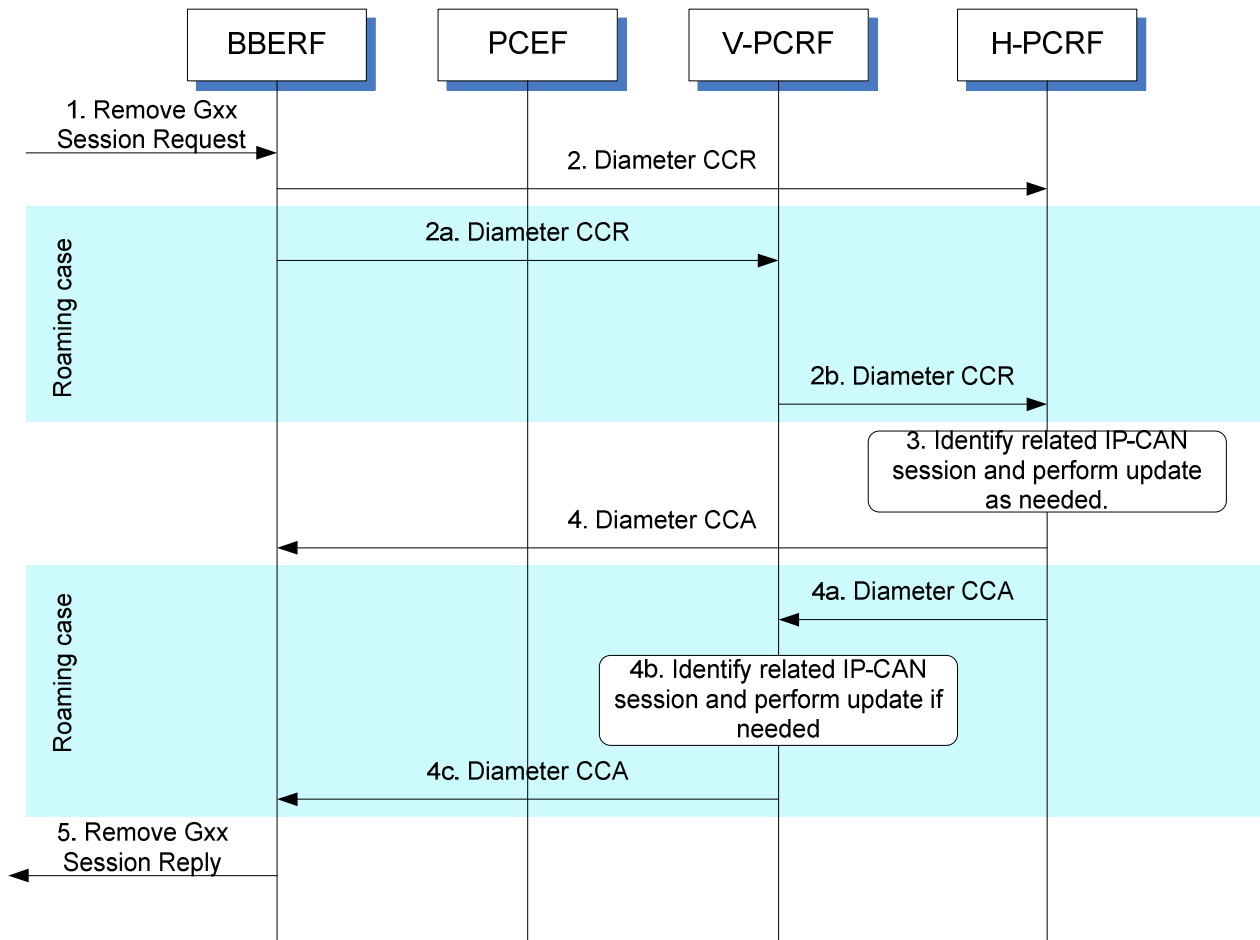 BBERF
PCEF
V-PCRF
H-PCRF
1. Remove Gxx
Session Request
2. Diameter CCR
2a. Diameter CCR
Roaming case
2b. Diameter CCR
3. Identify related IP-CAN
session and perform update
as needed.
4. Diameter CCA
4a. Diameter CCA
Roaming case
4b. Identify related IP-CAN
session and perform update if
needed
4c. Diameter CCA
5. Remove Gxx
Session Reply